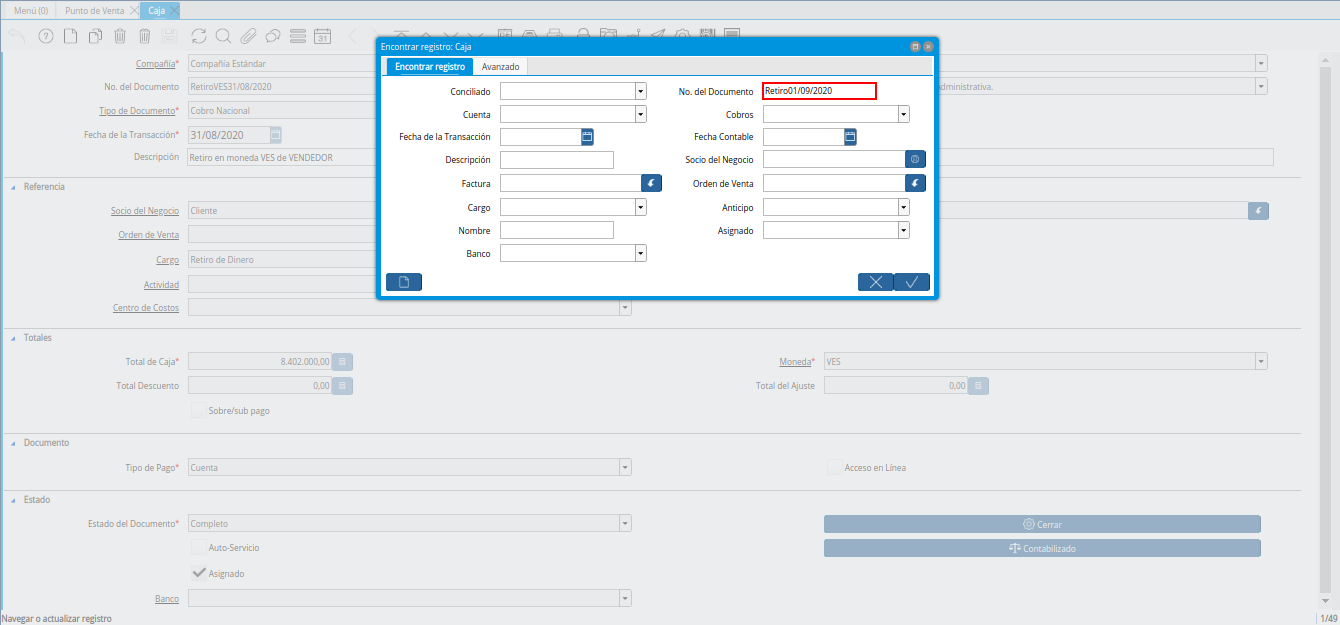 Menú (0) Punto de Venta Caja
Encontrar registro: Caja
Encontrar registro Avanzado
Conciliado No. del Documento Retiro01/09/2020
Cuenta Cobros
Fecha de la Transacción Fecha Contable
Descripción Socio del Negocio
Factura Orden de Venta
Cargo Anticipo
Nombre Asignado
Banco
Compañía* Compañía Estándar
No. del Documento RetiroVES31/08/2020 dministrativa.
Tipo de Documento* Cobro Nacional
Fecha de la Transacción* 31/08/2020
Descripción Retiro en moneda VES de VENDEDOR
Referencia
Socio del Negocio Cliente
Orden de Venta
Cargo Retiro de Dinero
Actividad
Centro de Costos
Totales
Total de Caja* 8.402.000,00 Moneda* VES
Total Descuento 0,00 Total del Ajuste 0,00
Sobre/sub pago
Documento
Tipo de Pago* Cuenta Acceso en Línea
Estado
Estado del Documento* Completo Cerrar
Auto-Servicio Contabilizado
Asignado
Banco
Navegar o actualizar registro 1/49